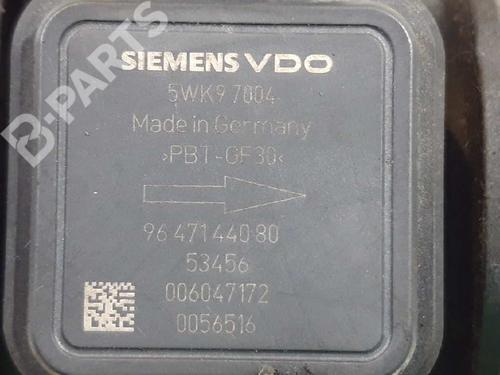 SIEMENS VDO
5WK9 7004
Made in Germany
>PBT-GF30<
96 471 440 80
53456
006047172
0056516
B-PARTS